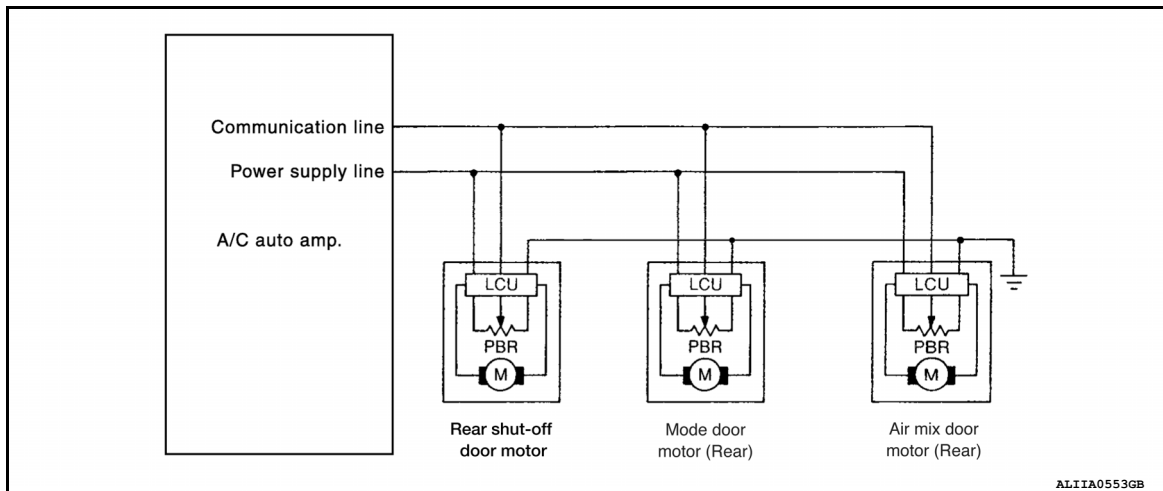 Communication line
Power supply line
A/C auto amp.
LCU
PBR
M
LCU
PBR
M
LCU
PBR
M
Rear shut-off
door motor
Mode door
motor (Rear)
Air mix door
motor (Rear)
ALIIA0553GB